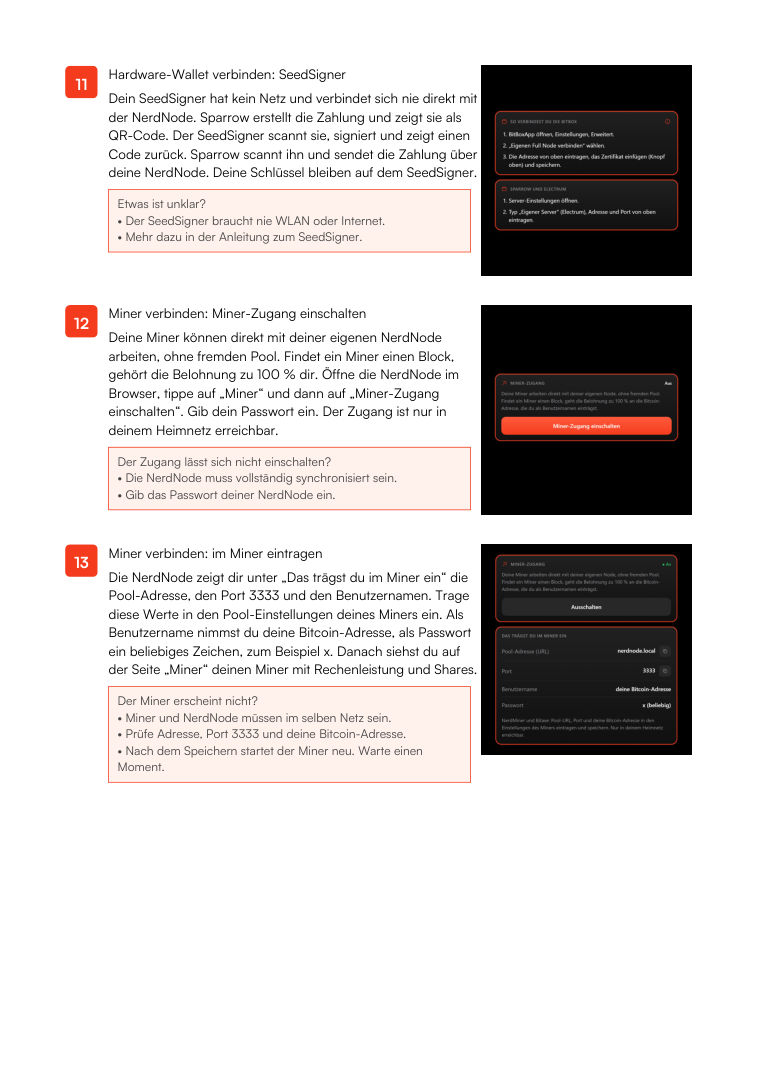 11
Hardware-Wallet verbinden: SeedSigner
Dein SeedSigner hat kein Netz und verbindet sich nie direkt mit
der NerdNode. Sparrow erstellt die Zahlung und zeigt sie als
QR-Code. Der SeedSigner scannt sie, signiert und zeigt einen
Code zurück. Sparrow scannt ihn und sendet die Zahlung über
deine NerdNode. Deine Schlüssel bleiben auf dem SeedSigner.
Etwas ist unklar?
• Der SeedSigner braucht nie WLAN oder Internet.
• Mehr dazu in der Anleitung zum SeedSigner.
SO VERBINDEST DU DIE BITBOX
1. BitBoxApp öffnen, Einstellungen, Erweitert.
2. „Eigenen Full Node verbinden“ wählen.
3. Die Adresse von oben eintragen, das Zertifikat einfügen (Knopf
oben) und speichern.
SPARROW UND ELECTRUM
1. Server-Einstellungen öffnen.
2. Typ „Eigener Server“ (Electrum), Adresse und Port von oben
eintragen.
12
Miner verbinden: Miner-Zugang einschalten
Deine Miner können direkt mit deiner eigenen NerdNode
arbeiten, ohne fremden Pool. Findet ein Miner einen Block,
gehört die Belohnung zu 100 % dir. Öffne die NerdNode im
Browser, tippe auf „Miner“ und dann auf „Miner-Zugang
einschalten“. Gib dein Passwort ein. Der Zugang ist nur in
deinem Heimnetz erreichbar.
Der Zugang lässt sich nicht einschalten?
• Die NerdNode muss vollständig synchronisiert sein.
• Gib das Passwort deiner NerdNode ein.
MINER-ZUGANG
Aus
Deine Miner arbeiten direkt mit deiner eigenen Node, ohne fremden Pool.
Findet ein Miner einen Block, geht die Belohnung zu 100 % an die Bitcoin-
Adresse, die du als Benutzernamen einträgst.
Miner-Zugang einschalten
13
Miner verbinden: im Miner eintragen
Die NerdNode zeigt dir unter „Das trägst du im Miner ein“ die
Pool-Adresse, den Port 3333 und den Benutzernamen. Trage
diese Werte in den Pool-Einstellungen deines Miners ein. Als
Benutzername nimmst du deine Bitcoin-Adresse, als Passwort
ein beliebiges Zeichen, zum Beispiel x. Danach siehst du auf
der Seite „Miner“ deinen Miner mit Rechenleistung und Shares.
Der Miner erscheint nicht?
• Miner und NerdNode müssen im selben Netz sein.
• Prüfe Adresse, Port 3333 und deine Bitcoin-Adresse.
• Nach dem Speichern startet der Miner neu. Warte einen
Moment.
MINER-ZUGANG
• An
Deine Miner arbeiten direkt mit deiner eigenen Node, ohne fremden Pool.
Findet ein Miner einen Block, geht die Belohnung zu 100 % an die Bitcoin-
Adresse, die du als Benutzernamen einträgst.
Ausschalten
DAS TRÄGST DU IM MINER EIN
Pool-Adresse (URL) nerdnode.local
Port 3333
Benutzername deine Bitcoin-Adresse
Passwort x (beliebig)
NerdMiner und Bitaxe: Pool-URL, Port und deine Bitcoin-Adresse in den
Einstellungen des Miners eintragen und speichern. Nur in deinem Heimnetz
erreichbar.